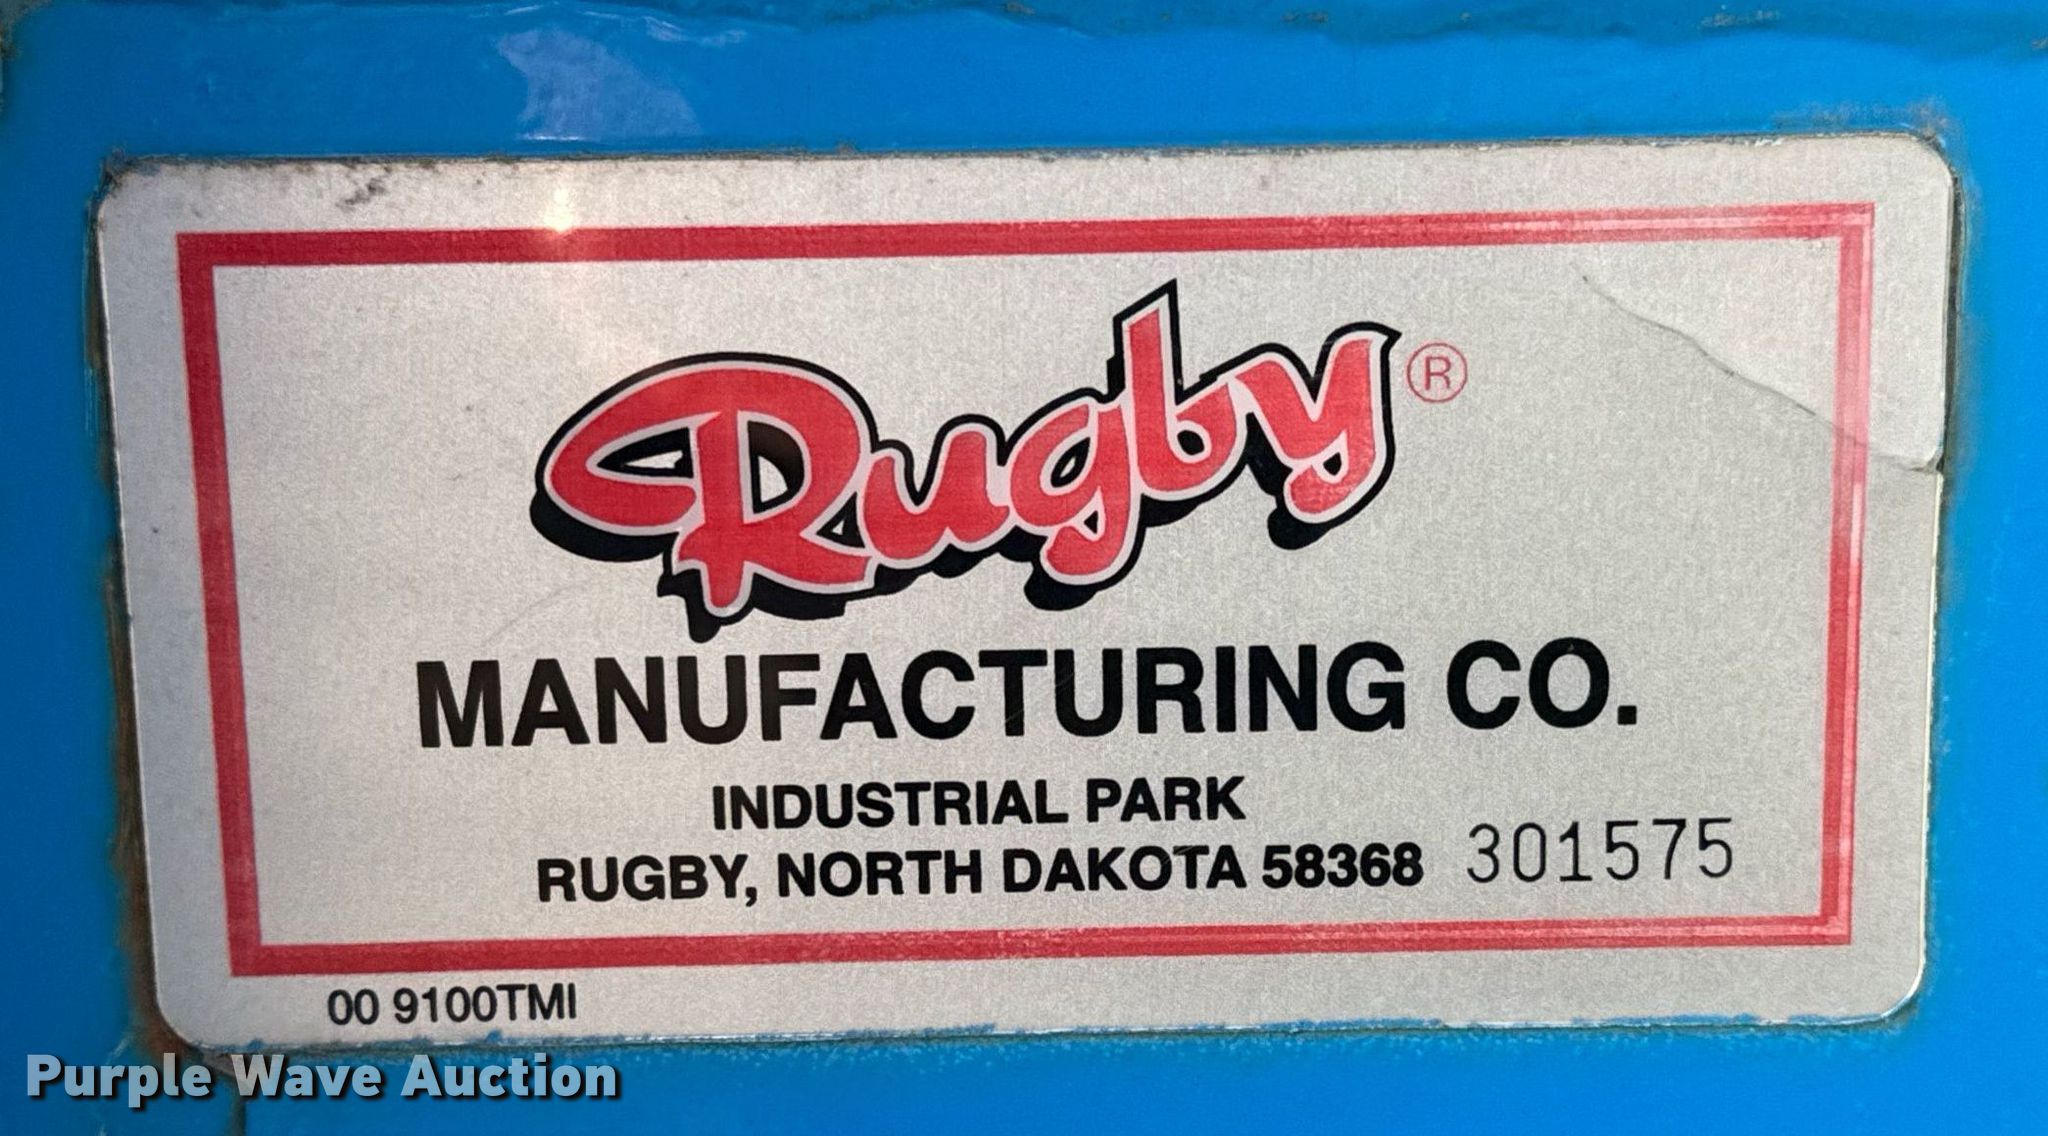 Rugby ®
MANUFACTURING CO.
INDUSTRIAL PARK
RUGBY, NORTH DAKOTA 58368 301575
00 9100TMI
Purple Wave Auction